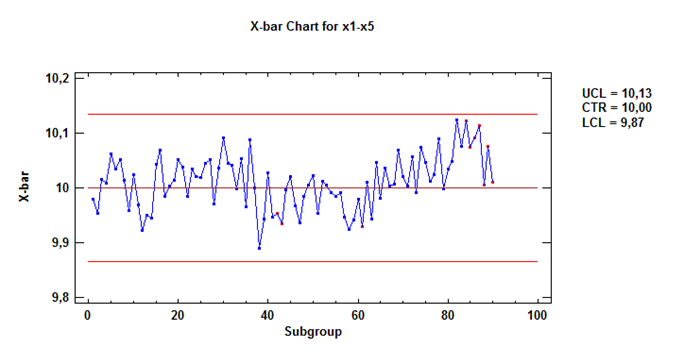 X-bar Chart for x1-x5
UCL = 10,13
CTR = 10,00
LCL = 9,87
X-bar
10,2
10,1
10
9,9
9,8
0 20 40 60 80 100
Subgroup